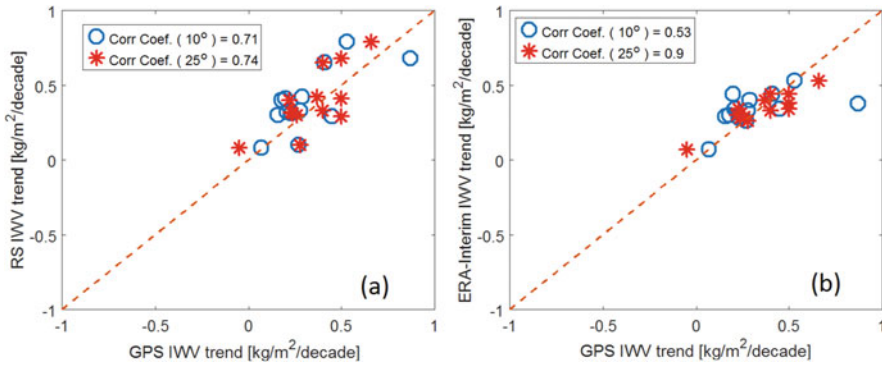 Corr Coef. ( 10° ) = 0.71
Corr Coef. ( 25° ) = 0.74
1
0.5
0
-0.5
-1
RS IWV trend [kg/m²/decade]
(a)
-1 -0.5 0 0.5 1
GPS IWV trend [kg/m²/decade]
Corr Coef. ( 10° ) = 0.53
Corr Coef. ( 25° ) = 0.9
1
0.5
0
-0.5
-1
ERA-Interim IWV trend [kg/m²/decade]
(b)
-1 -0.5 0 0.5 1
GPS IWV trend [kg/m²/decade]